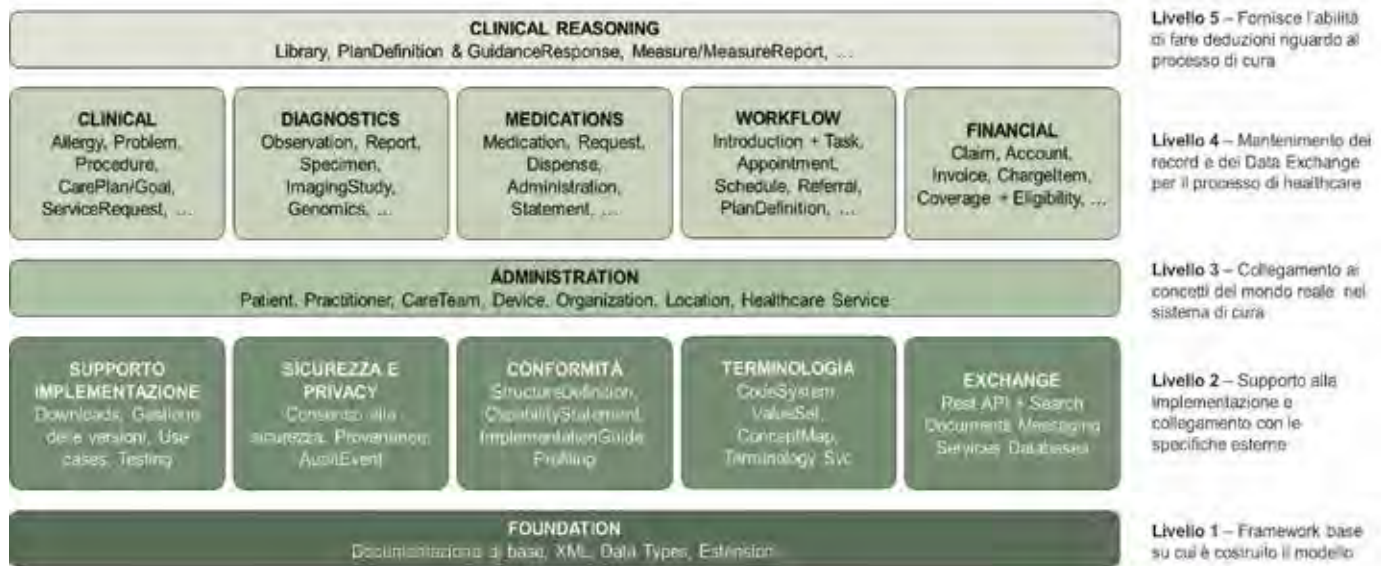 CLINICAL REASONING
Library, PlanDefinition & GuidanceResponse, Measure/MeasureReport, ...
Livello 5 – Fornisce l'abilità
di fare deduzioni riguardo al
processo di cura
CLINICAL
Allergy, Problem,
Procedure,
CarePlan/Goal,
ServiceRequest, ...
DIAGNOSTICS
Observation, Report,
Specimen,
ImagingStudy,
Genomics, ...
MEDICATIONS
Medication, Request,
Dispense,
Administration,
Statement, ...
WORKFLOW
Introduction + Task,
Appointment,
Schedule, Referral,
PlanDefinition, ...
FINANCIAL
Claim, Account,
Invoice, ChargeItem,
Coverage + Eligibility, ...
Livello 4 – Mantenimento dei
record e dei Data Exchange
per il processo di healthcare
ADMINISTRATION
Patient, Practitioner, CareTeam, Device, Organization, Location, Healthcare Service
Livello 3 – Collegamento ai
concetti del mondo reale nel
sistema di cura
SUPPORTO
IMPLEMENTAZIONE
Downloads, Gestione
delle versioni, Use
cases, Testing
SICUREZZA E
PRIVACY
Consenso alla
sicurezza, Provenance,
AuditEvent
CONFORMITÀ
StructureDefinition,
CapabilityStatement,
ImplementationGuide
Profiling
TERMINOLOGIA
CodeSystem,
ValueSet,
ConceptMap,
Terminology Svc
EXCHANGE
Rest API + Search
Documents Messaging
Services Databases
Livello 2 – Supporto alla
implementazione e
collegamento con le
specifiche esterne
FOUNDATION
Documentazione di base, XML, Data Types, Extension
Livello 1 – Framework base
su cui è costruito il modello